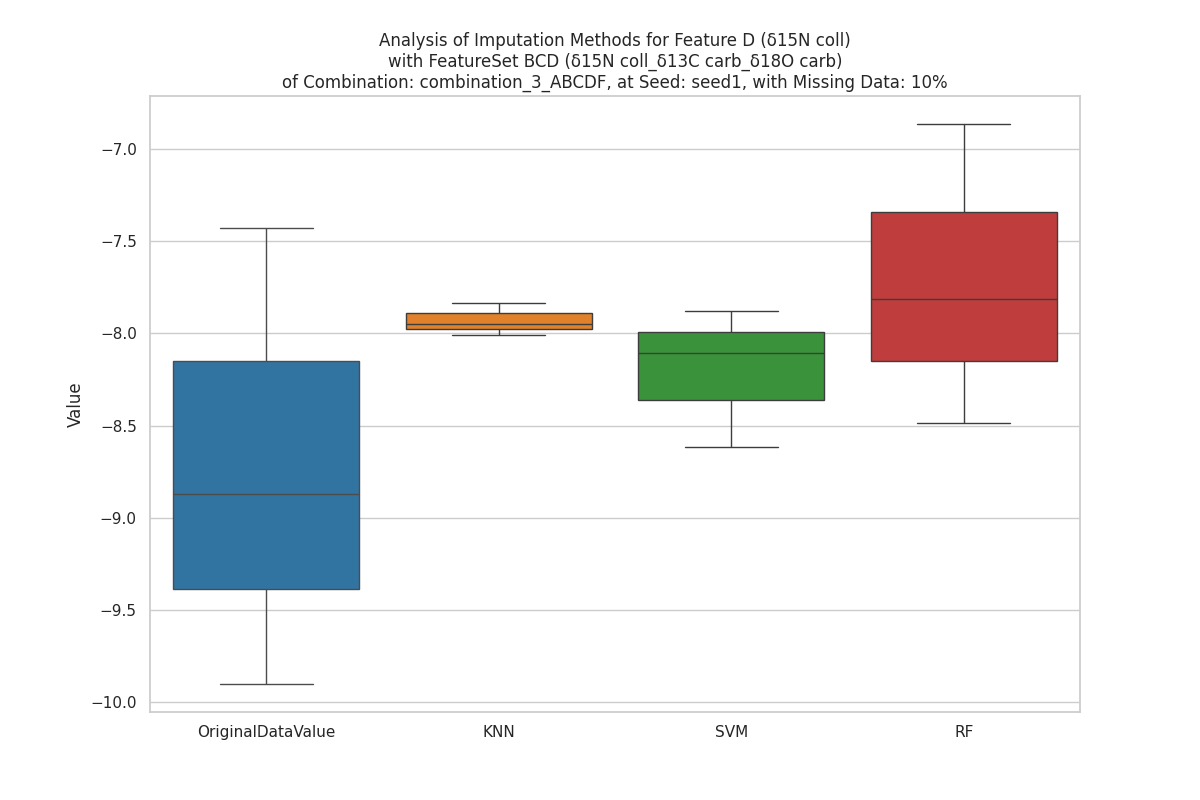 Analysis of Imputation Methods for Feature D (δ15N coll)
with FeatureSet BCD (δ15N coll_δ13C carb_δ18O carb)
of Combination: combination_3_ABCDF, at Seed: seed1, with Missing Data: 10%
−7.0
−7.5
−8.0
−8.5
−9.0
−9.5
−10.0
Value
OriginalDataValue
KNN
SVM
RF